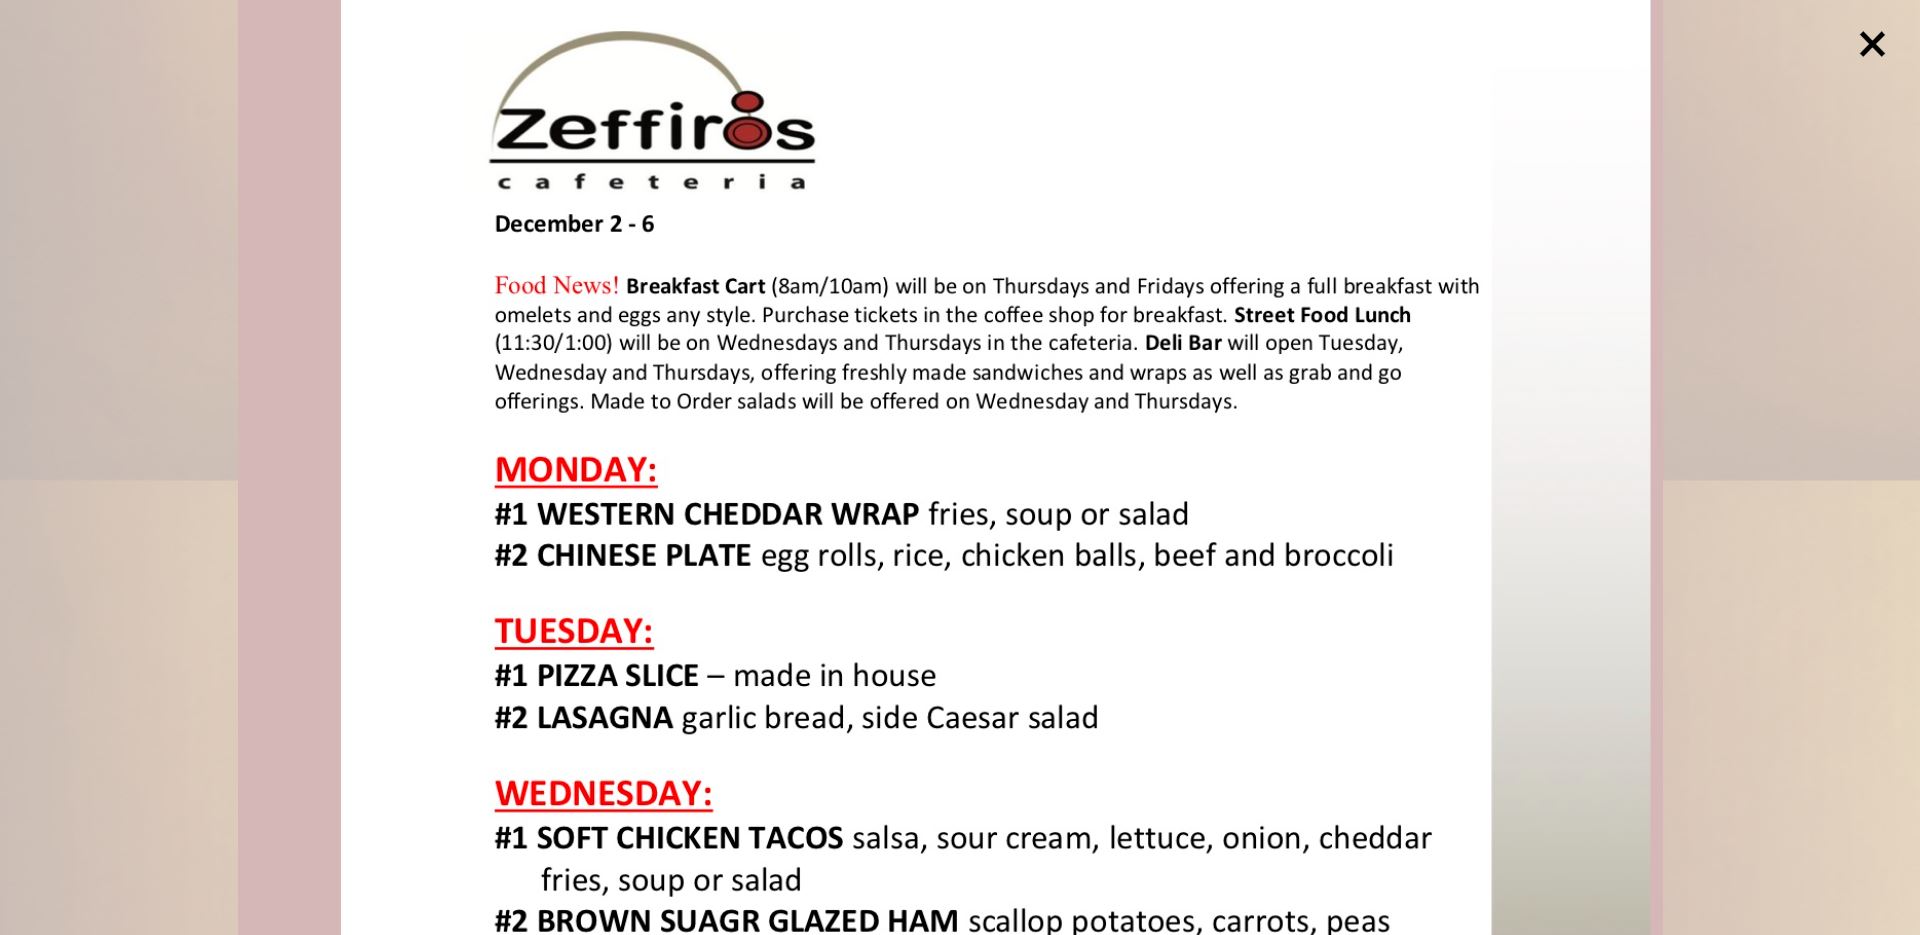 Zeffiros
cafeteria
December 2 - 6
Food News! Breakfast Cart (8am/10am) will be on Thursdays and Fridays offering a full breakfast with
omelets and eggs any style. Purchase tickets in the coffee shop for breakfast. Street Food Lunch
(11:30/1:00) will be on Wednesdays and Thursdays in the cafeteria. Deli Bar will open Tuesday,
Wednesday and Thursdays, offering freshly made sandwiches and wraps as well as grab and go
offerings. Made to Order salads will be offered on Wednesday and Thursdays.
MONDAY:
#1 WESTERN CHEDDAR WRAP fries, soup or salad
#2 CHINESE PLATE egg rolls, rice, chicken balls, beef and broccoli
TUESDAY:
#1 PIZZA SLICE – made in house
#2 LASAGNA garlic bread, side Caesar salad
WEDNESDAY:
#1 SOFT CHICKEN TACOS salsa, sour cream, lettuce, onion, cheddar
fries, soup or salad
#2 BROWN SUAGR GLAZED HAM scallop potatoes, carrots, peas